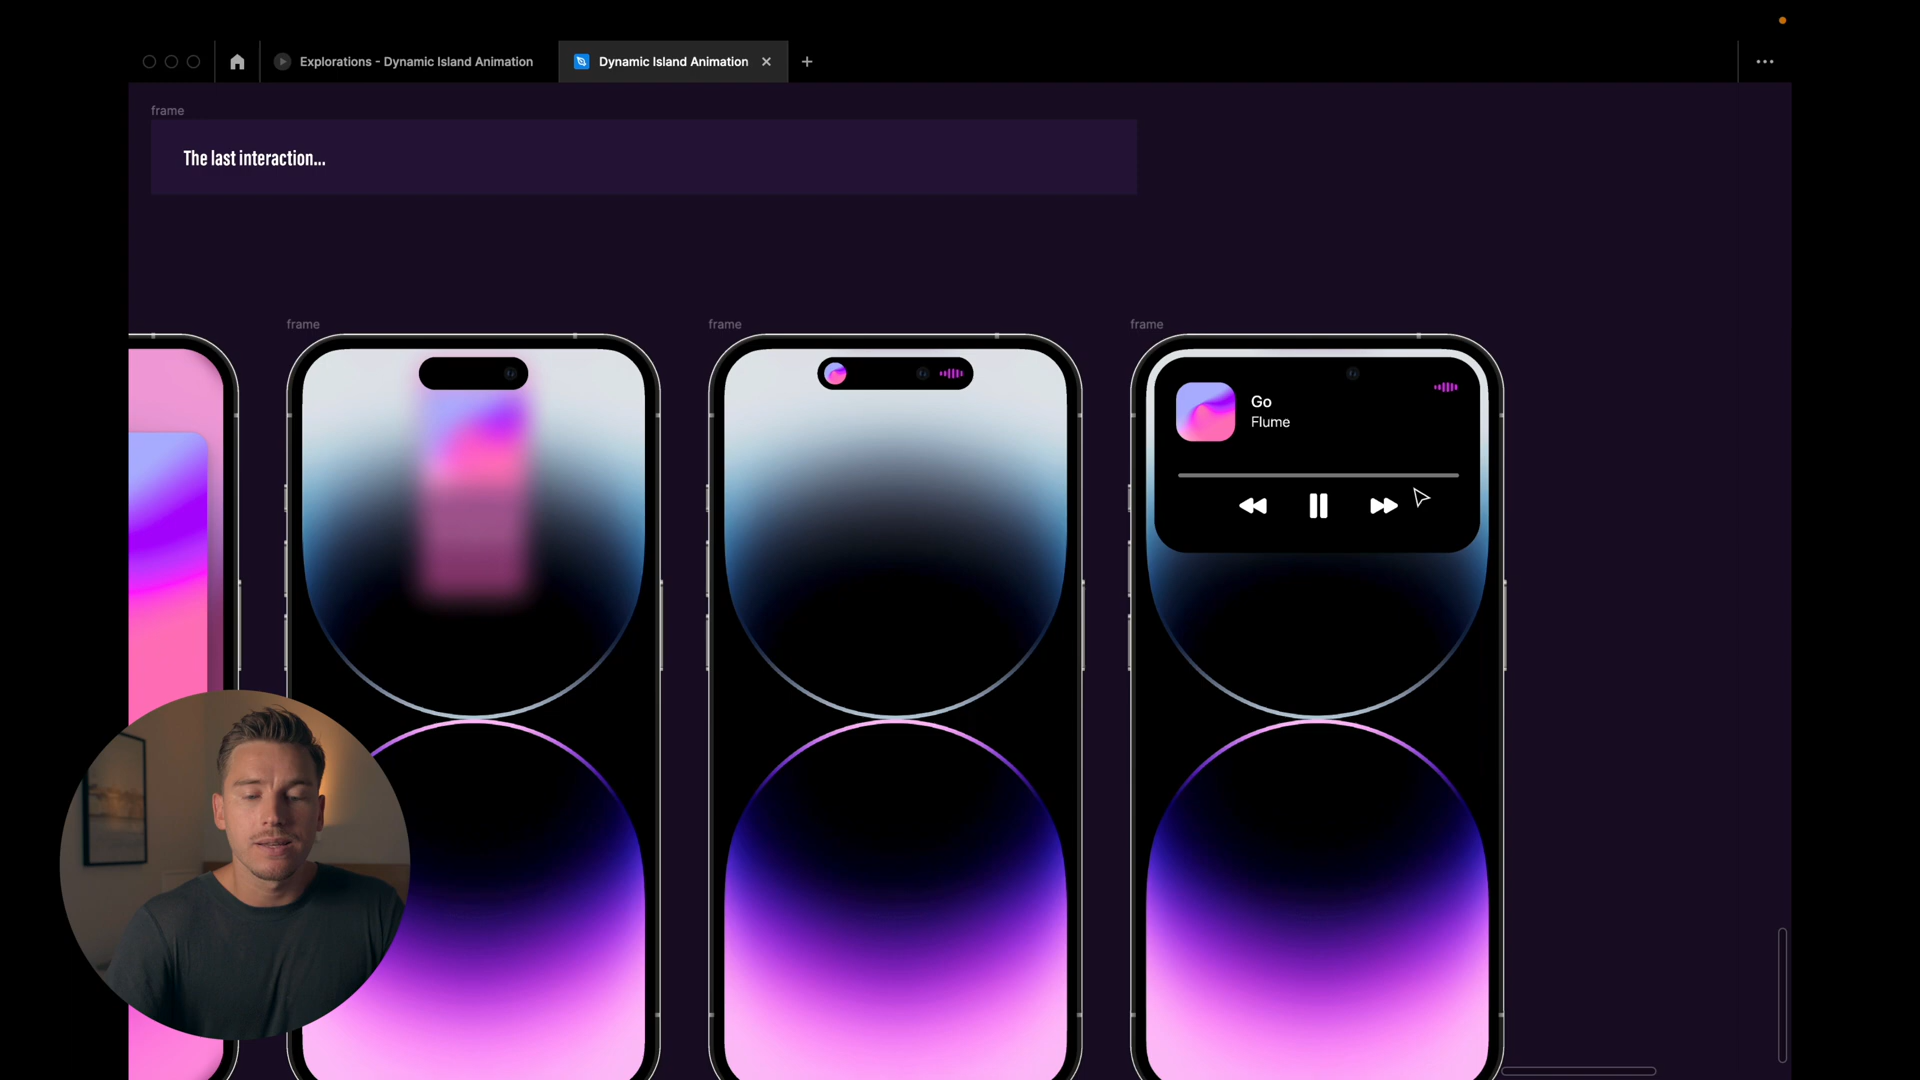 Explorations - Dynamic Island Animation
Dynamic Island Animation
frame
The last interaction...
frame
frame
frame
Go
Flume